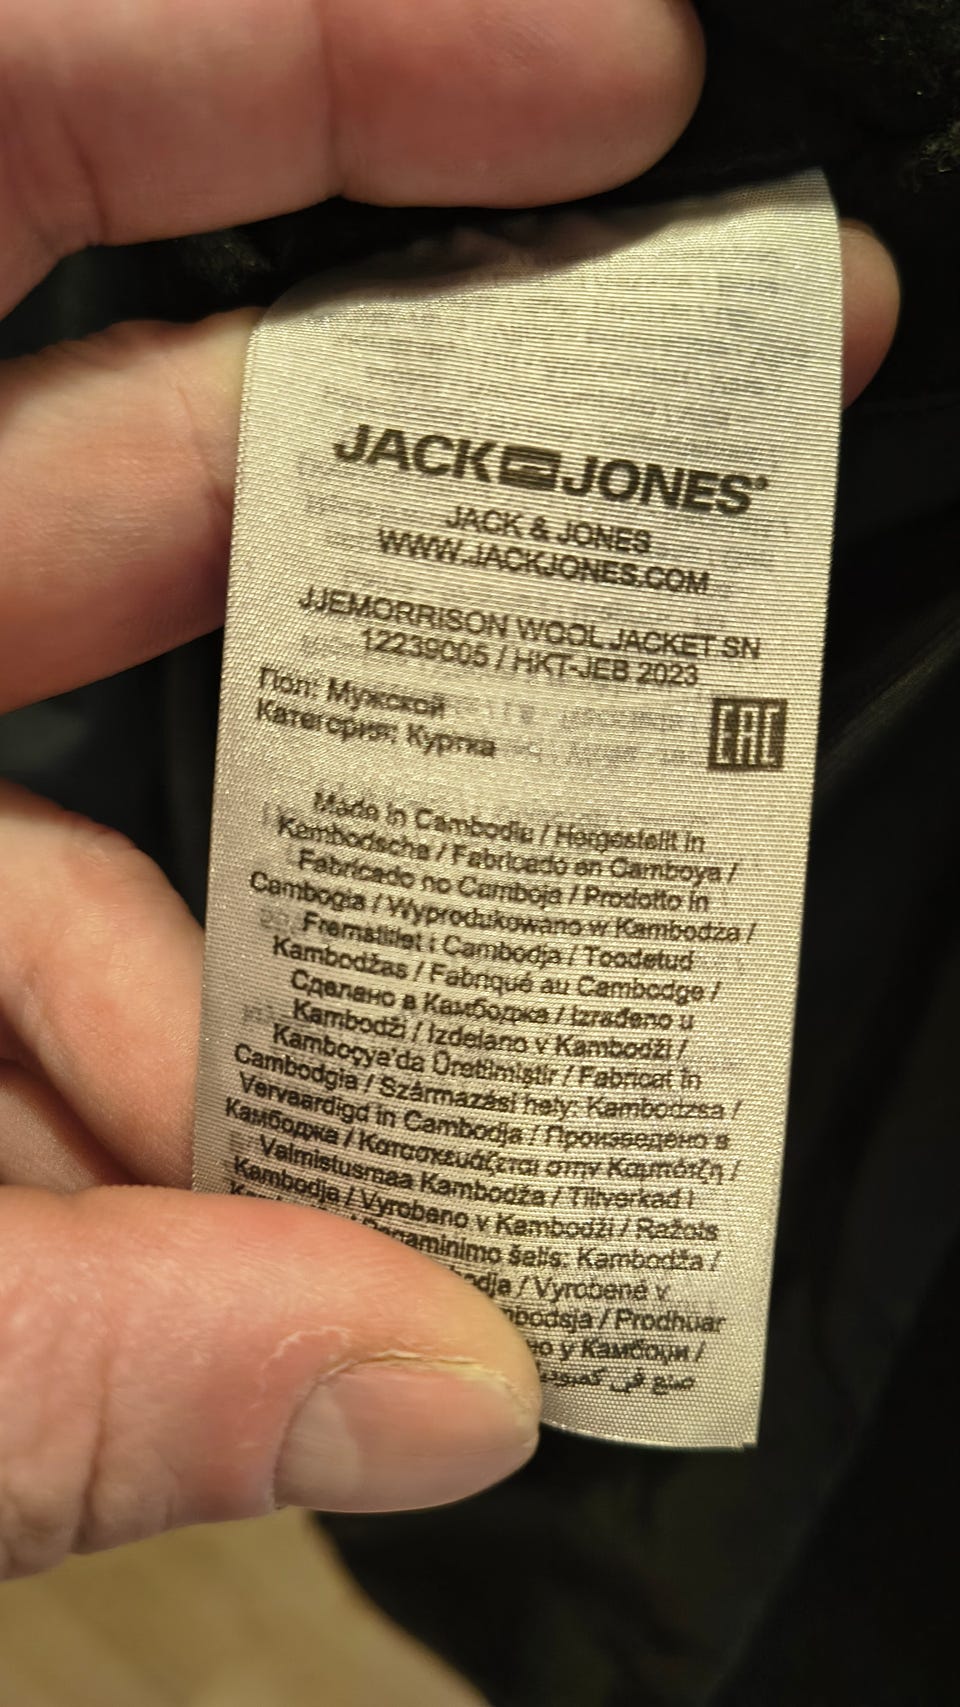 JACK JONES®
JACK & JONES
WWW.JACKJONES.COM
JJEMORRISON WOOL JACKET SN
12239005 / HKT-JEB 2023
Пол: Мужской
Категория: Куртка
EAC
Made in Cambodia / Hergestellt in
Kambodscha / Fabricado en Camboya /
Fabricado no Camboja / Prodotto in
Cambogia / Wyprodukowano w Kambodża /
Fremstillet i Cambodja / Toodetud
Kambodžas / Fabriqué au Cambodge /
Сделано в Камбоджа / Izrađeno u
Kambodži / Izdelano v Kambodži /
Kamboçya'da Üretilmiştir / Fabricat în
Cambodgia / Származási hely: Kambodzsa /
Vervaardigd in Cambodja / Произведено в
Камбоджа / Κατασκευάζεται στην Καμπότζη /
Valmistusmaa Kambodža / Tillverkad i
Kambodja / Vyrobeno v Kambodži / Ražots
šalis: Kambodža /
/ Vyrobené v
/ Prodhuar
у Камбоџи /
صنع في